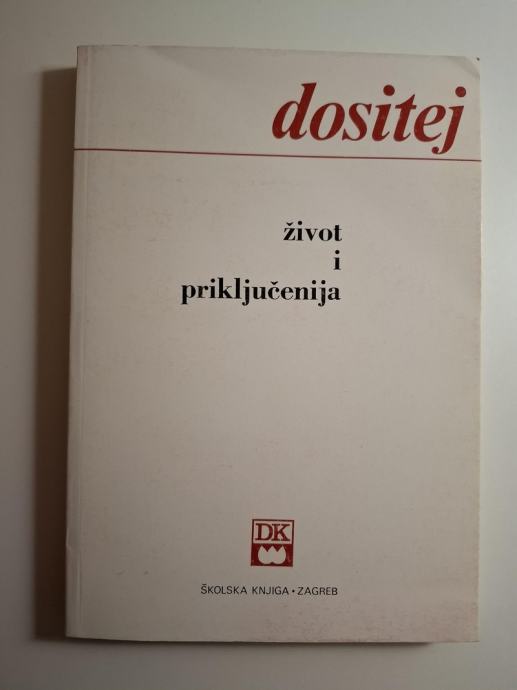 dositej
život
i
priključenija
DK
ŠKOLSKA KNJIGA • ZAGREB